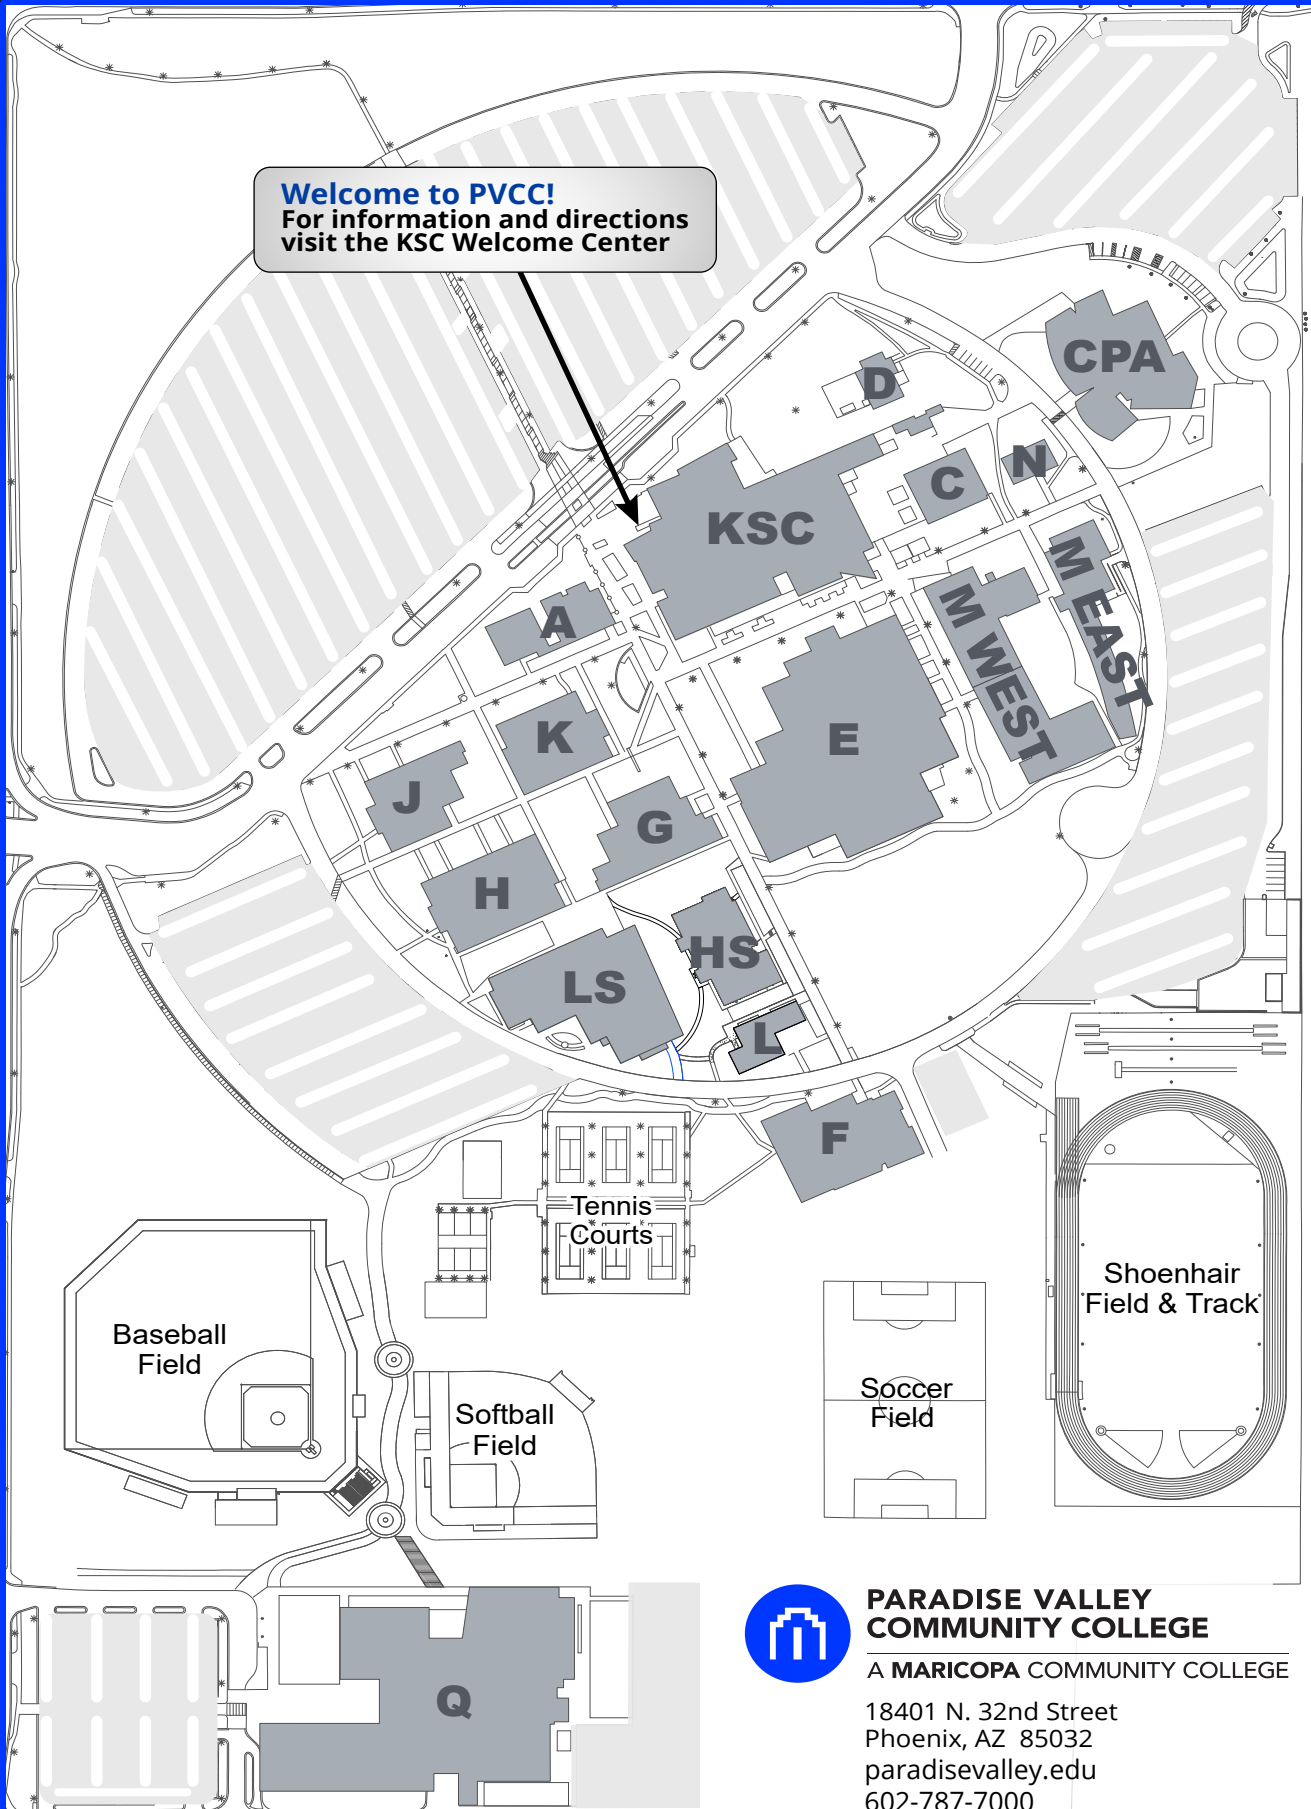 Welcome to PVCC!
For information and directions
visit the KSC Welcome Center
CPA
D
N
C
KSC
M EAST
M WEST
A
K
E
J
G
H
HS
LS
L
F
Tennis
Courts
Shoenhair
Field & Track
Baseball
Field
Soccer
Field
Softball
Field
Q
PARADISE VALLEY
COMMUNITY COLLEGE
A MARICOPA COMMUNITY COLLEGE
18401 N. 32nd Street
Phoenix, AZ 85032
paradisevalley.edu
602-787-7000